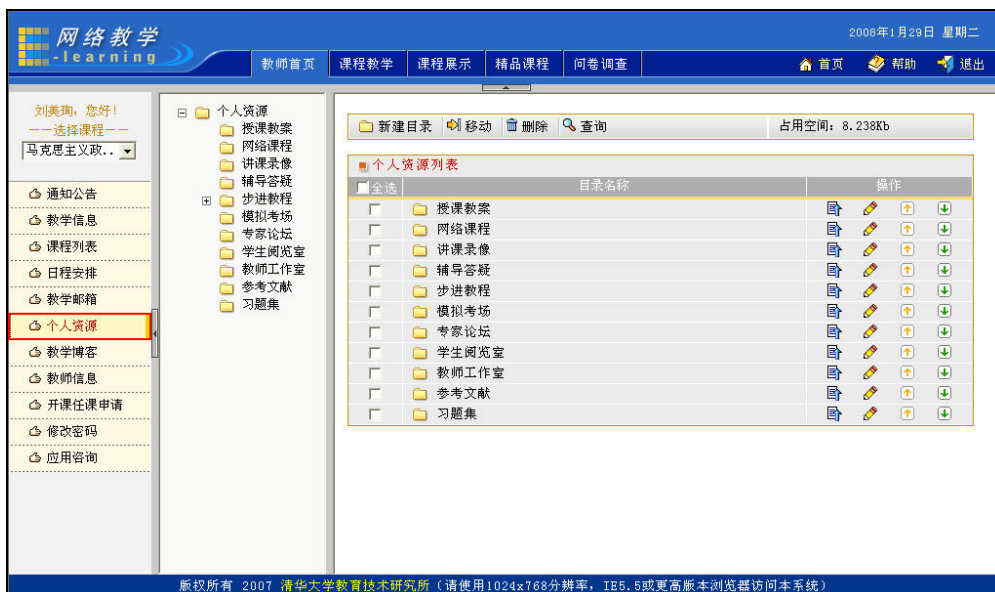 网络教学
-learning
2008年1月29日 星期二
教师首页 课程教学 课程展示 精品课程 问卷调查 首页 帮助 退出
刘美珣，您好！
——选择课程——
马克思主义政..
通知公告
教学信息
课程列表
日程安排
教学邮箱
个人资源
教学博客
教师信息
开课任课申请
修改密码
应用咨询
个人资源
授课教案
网络课程
讲课录像
辅导答疑
步进教程
模拟考场
专家论坛
学生阅览室
教师工作室
参考文献
习题集
新建目录 移动 删除 查询 占用空间: 8.238Kb
个人资源列表
全选 目录名称 操作
授课教案
网络课程
讲课录像
辅导答疑
步进教程
模拟考场
专家论坛
学生阅览室
教师工作室
参考文献
习题集
版权所有 2007 清华大学教育技术研究所（请使用1024x768分辨率, IE5.5或更高版本浏览器访问本系统）